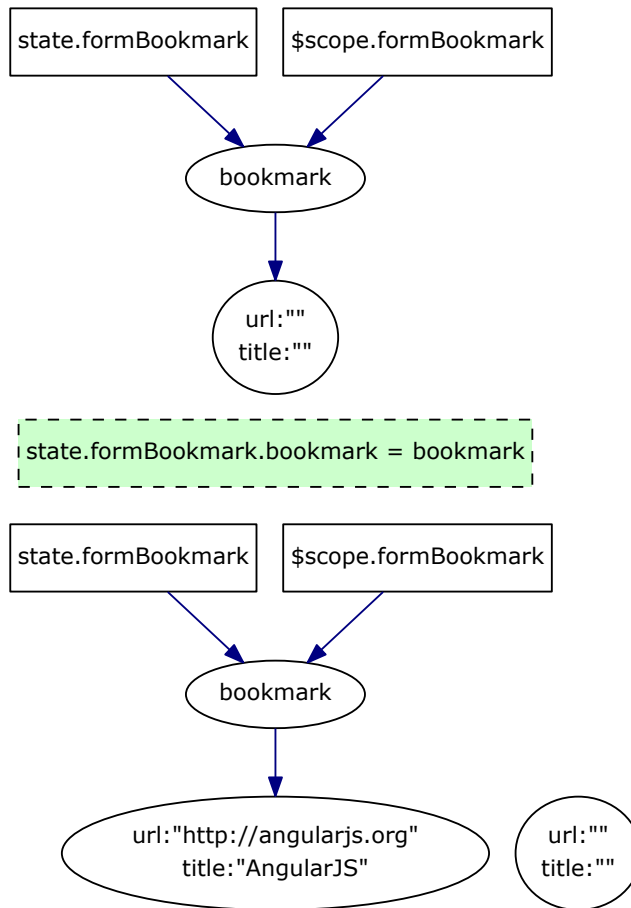 state.formBookmark
$scope.formBookmark
bookmark
url:""
title:""
state.formBookmark.bookmark = bookmark
state.formBookmark
$scope.formBookmark
bookmark
url:"http://angularjs.org"
title:"AngularJS"
url:""
title:""